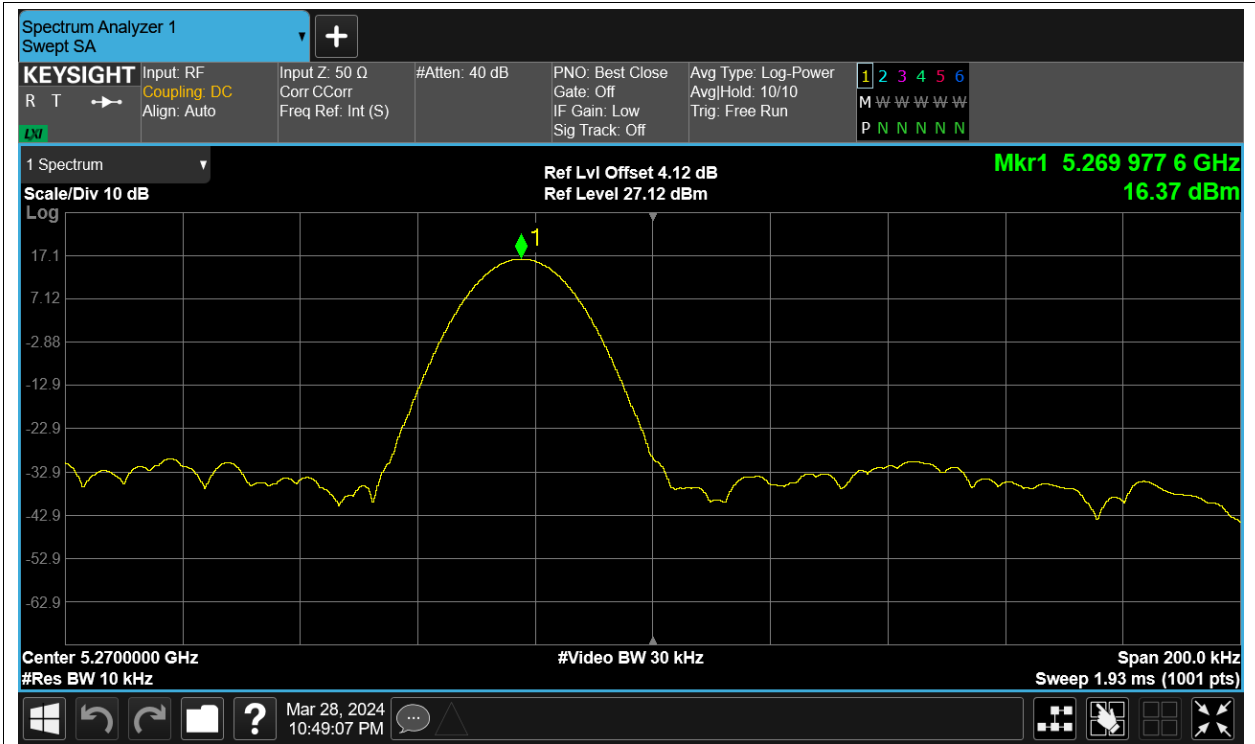 Spectrum Analyzer 1
Swept SA
KEYSIGHT
R T
LXI
Input: RF
Coupling: DC
Align: Auto
Input Z: 50 Ω
Corr CCorr
Freq Ref: Int (S)
#Atten: 40 dB
PNO: Best Close
Gate: Off
IF Gain: Low
Sig Track: Off
Avg Type: Log-Power
Avg|Hold: 10/10
Trig: Free Run
1 2 3 4 5 6
M W W W W W
P N N N N N
1 Spectrum
Scale/Div 10 dB
Log
Ref Lvl Offset 4.12 dB
Ref Level 27.12 dBm
Mkr1 5.269 977 6 GHz
16.37 dBm
1
17.1
7.12
-2.88
-12.9
-22.9
-32.9
-42.9
-52.9
-62.9
Center 5.2700000 GHz
#Video BW 30 kHz
Span 200.0 kHz
#Res BW 10 kHz
Sweep 1.93 ms (1001 pts)
?
Mar 28, 2024
10:49:07 PM